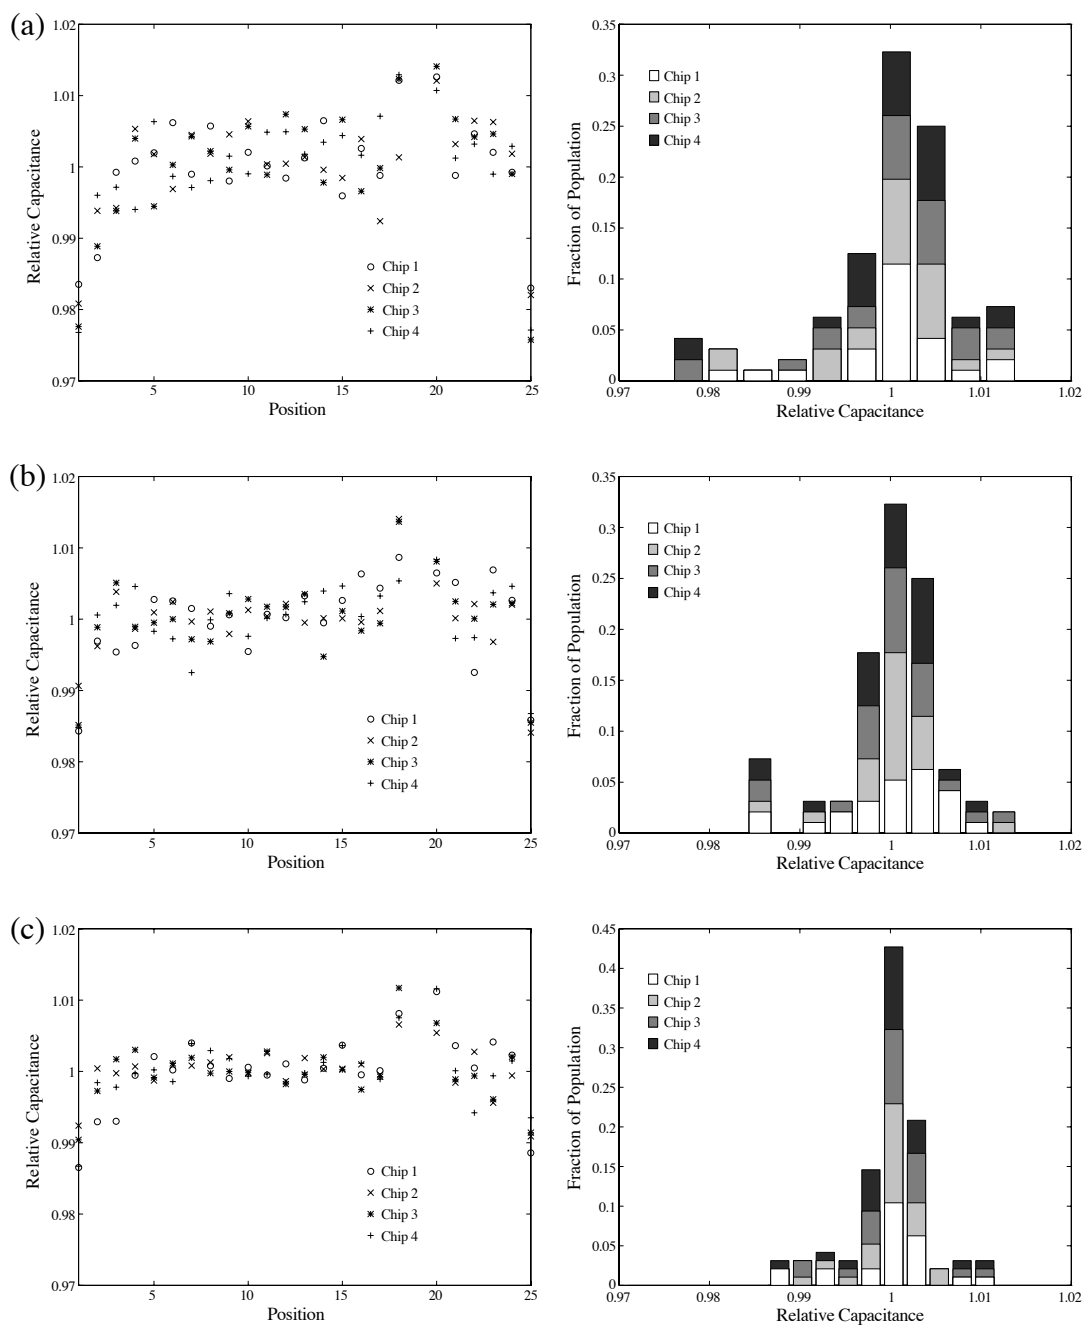 (a)
1.02
1.01
1
0.99
0.98
0.97
Relative Capacitance
5
10
15
20
25
Position
Chip 1
Chip 2
Chip 3
Chip 4
0.35
0.3
0.25
0.2
0.15
0.1
0.05
0
Fraction of Population
0.97
0.98
0.99
1
1.01
1.02
Relative Capacitance
Chip 1
Chip 2
Chip 3
Chip 4
(b)
1.02
1.01
1
0.99
0.98
0.97
Relative Capacitance
5
10
15
20
25
Position
Chip 1
Chip 2
Chip 3
Chip 4
0.35
0.3
0.25
0.2
0.15
0.1
0.05
0
Fraction of Population
0.97
0.98
0.99
1
1.01
1.02
Relative Capacitance
Chip 1
Chip 2
Chip 3
Chip 4
(c)
1.02
1.01
1
0.99
0.98
0.97
Relative Capacitance
5
10
15
20
25
Position
Chip 1
Chip 2
Chip 3
Chip 4
0.45
0.4
0.35
0.3
0.25
0.2
0.15
0.1
0.05
0
Fraction of Population
0.97
0.98
0.99
1
1.01
1.02
Relative Capacitance
Chip 1
Chip 2
Chip 3
Chip 4